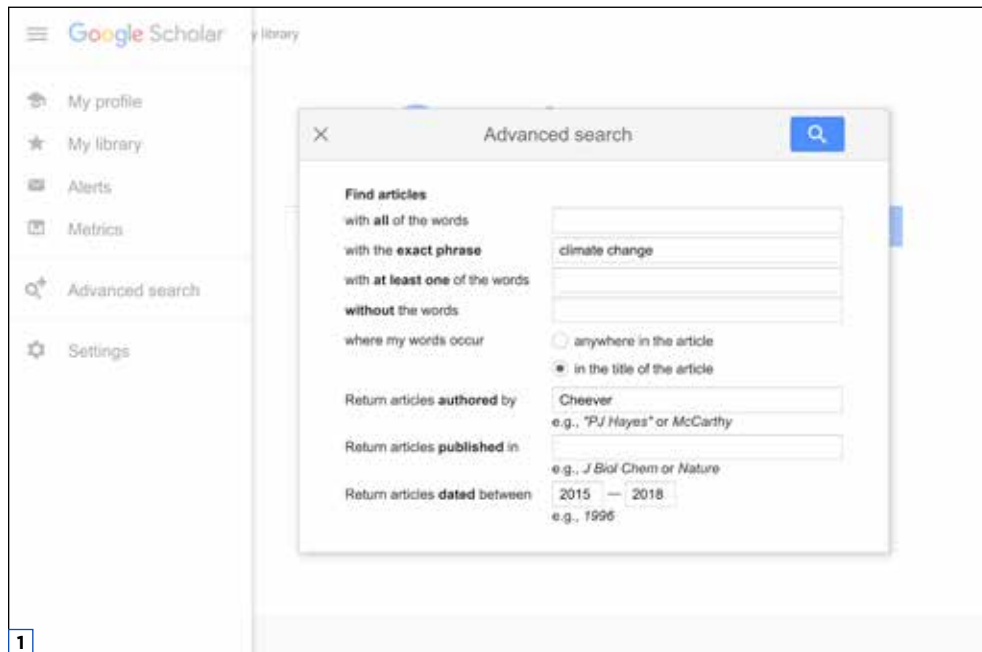 Google Scholar
y library
My profile
My library
Alerts
Metrics
Advanced search
Settings
Advanced search
Find articles
with all of the words
with the exact phrase climate change
with at least one of the words
without the words
where my words occur anywhere in the article
in the title of the article
Return articles authored by Cheever
e.g., "PJ Hayes" or McCarthy
Return articles published in
e.g., J Biol Chem or Nature
Return articles dated between 2015 — 2018
e.g., 1996
1